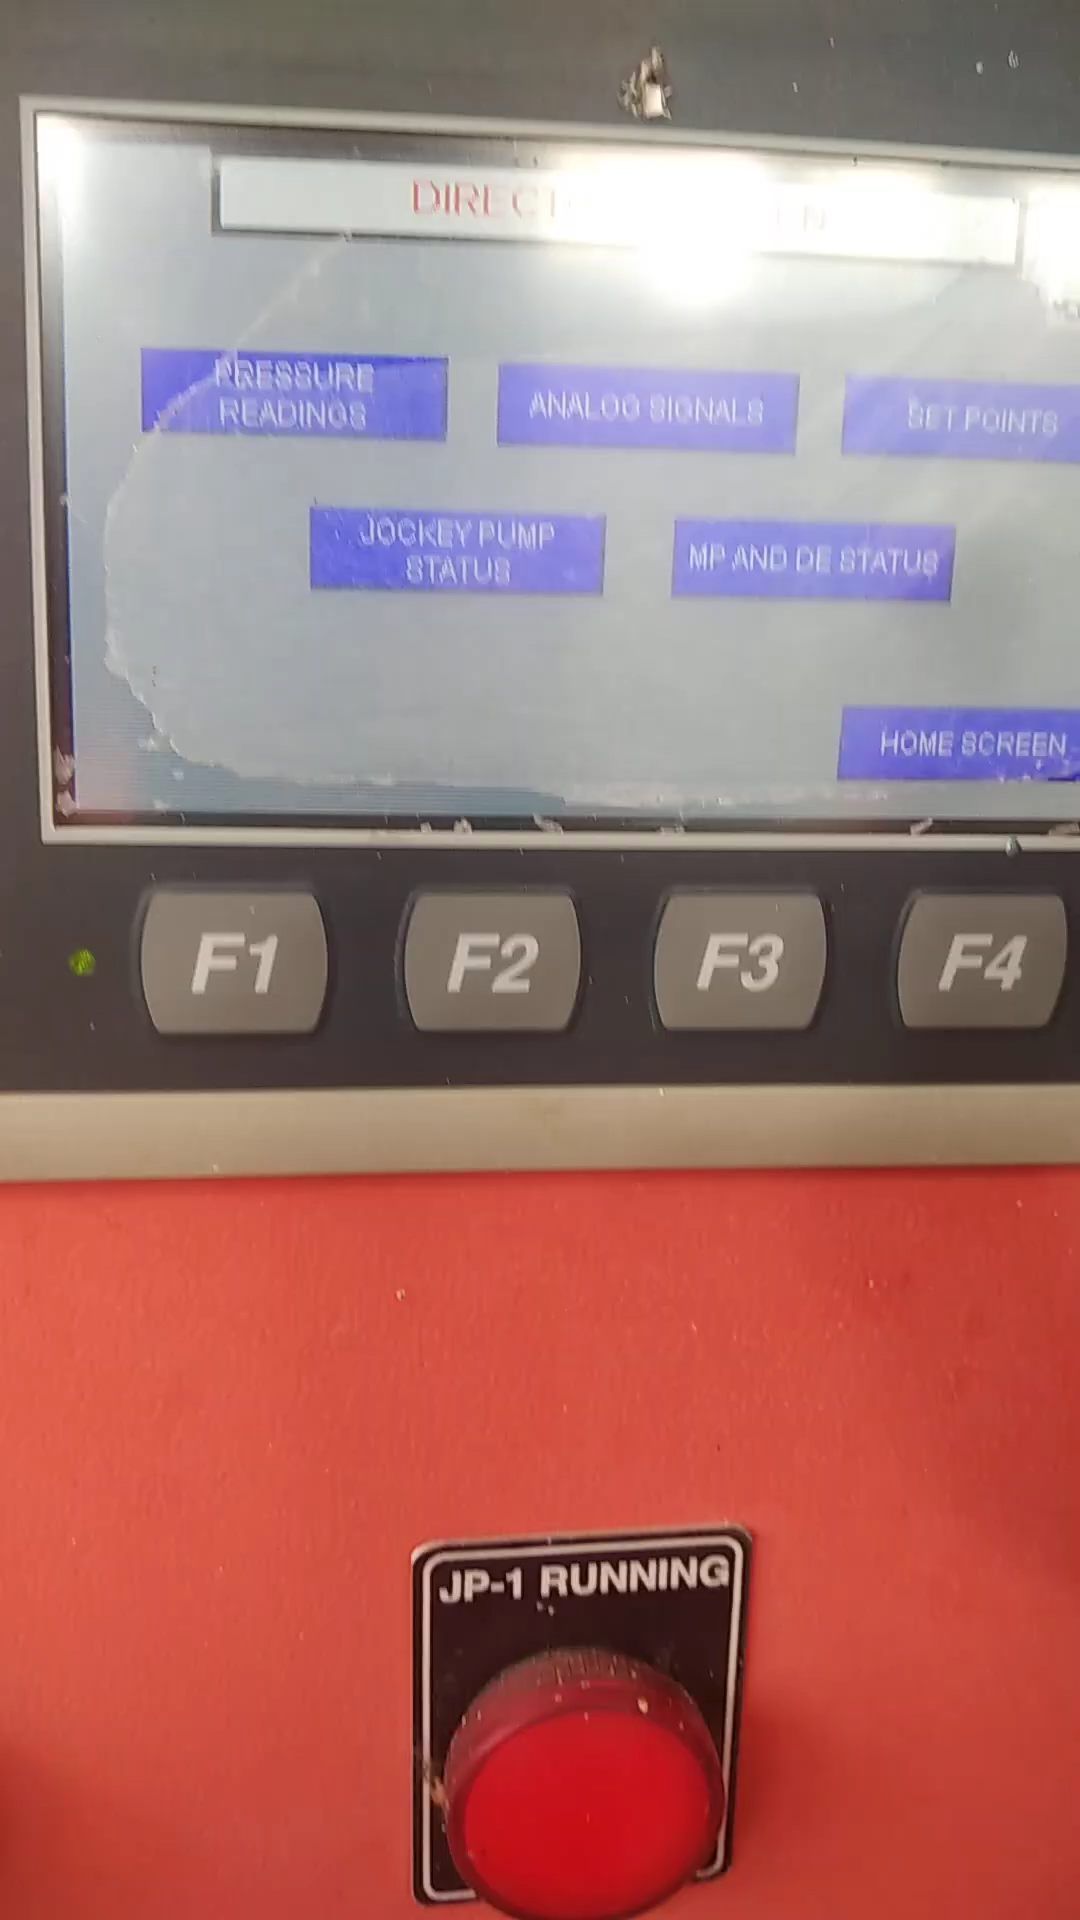 PRESSURE
READINGS
ANALOG SIGNALS
SET POINTS
JOCKEY PUMP
STATUS
MP AND DE STATUS
HOME SCREEN
F1
F2
F3
F4
JP-1 RUNNING